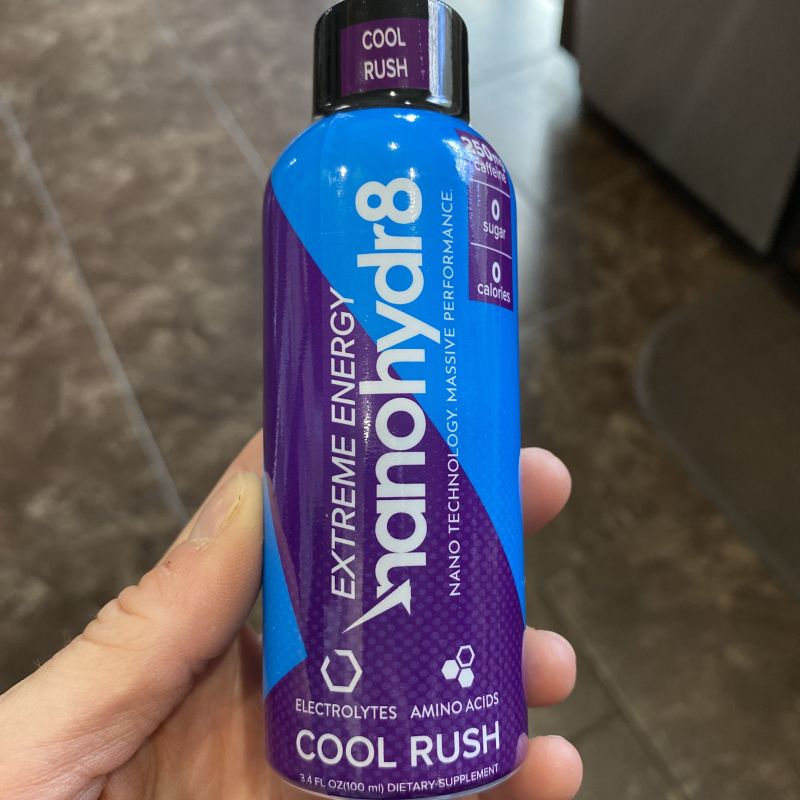 COOL
RUSH
250mg
caffeine
0
sugar
0
calories
EXTREME ENERGY
nanohydr8
NANO TECHNOLOGY. MASSIVE PERFORMANCE.
ELECTROLYTES AMINO ACIDS
COOL RUSH
3.4 FL OZ(100 ml) DIETARY SUPPLEMENT